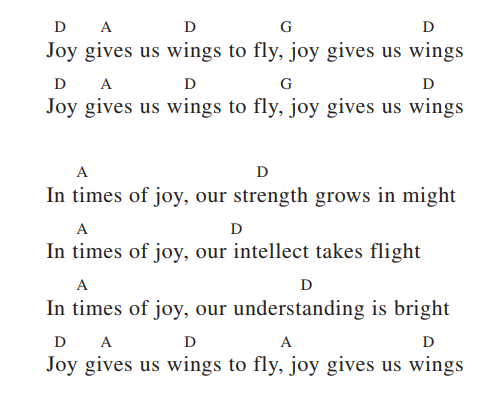 D A D G D
Joy gives us wings to fly, joy gives us wings
D A D G D
Joy gives us wings to fly, joy gives us wings
A D
In times of joy, our strength grows in might
A D
In times of joy, our intellect takes flight
A D
In times of joy, our understanding is bright
D A D A D
Joy gives us wings to fly, joy gives us wings